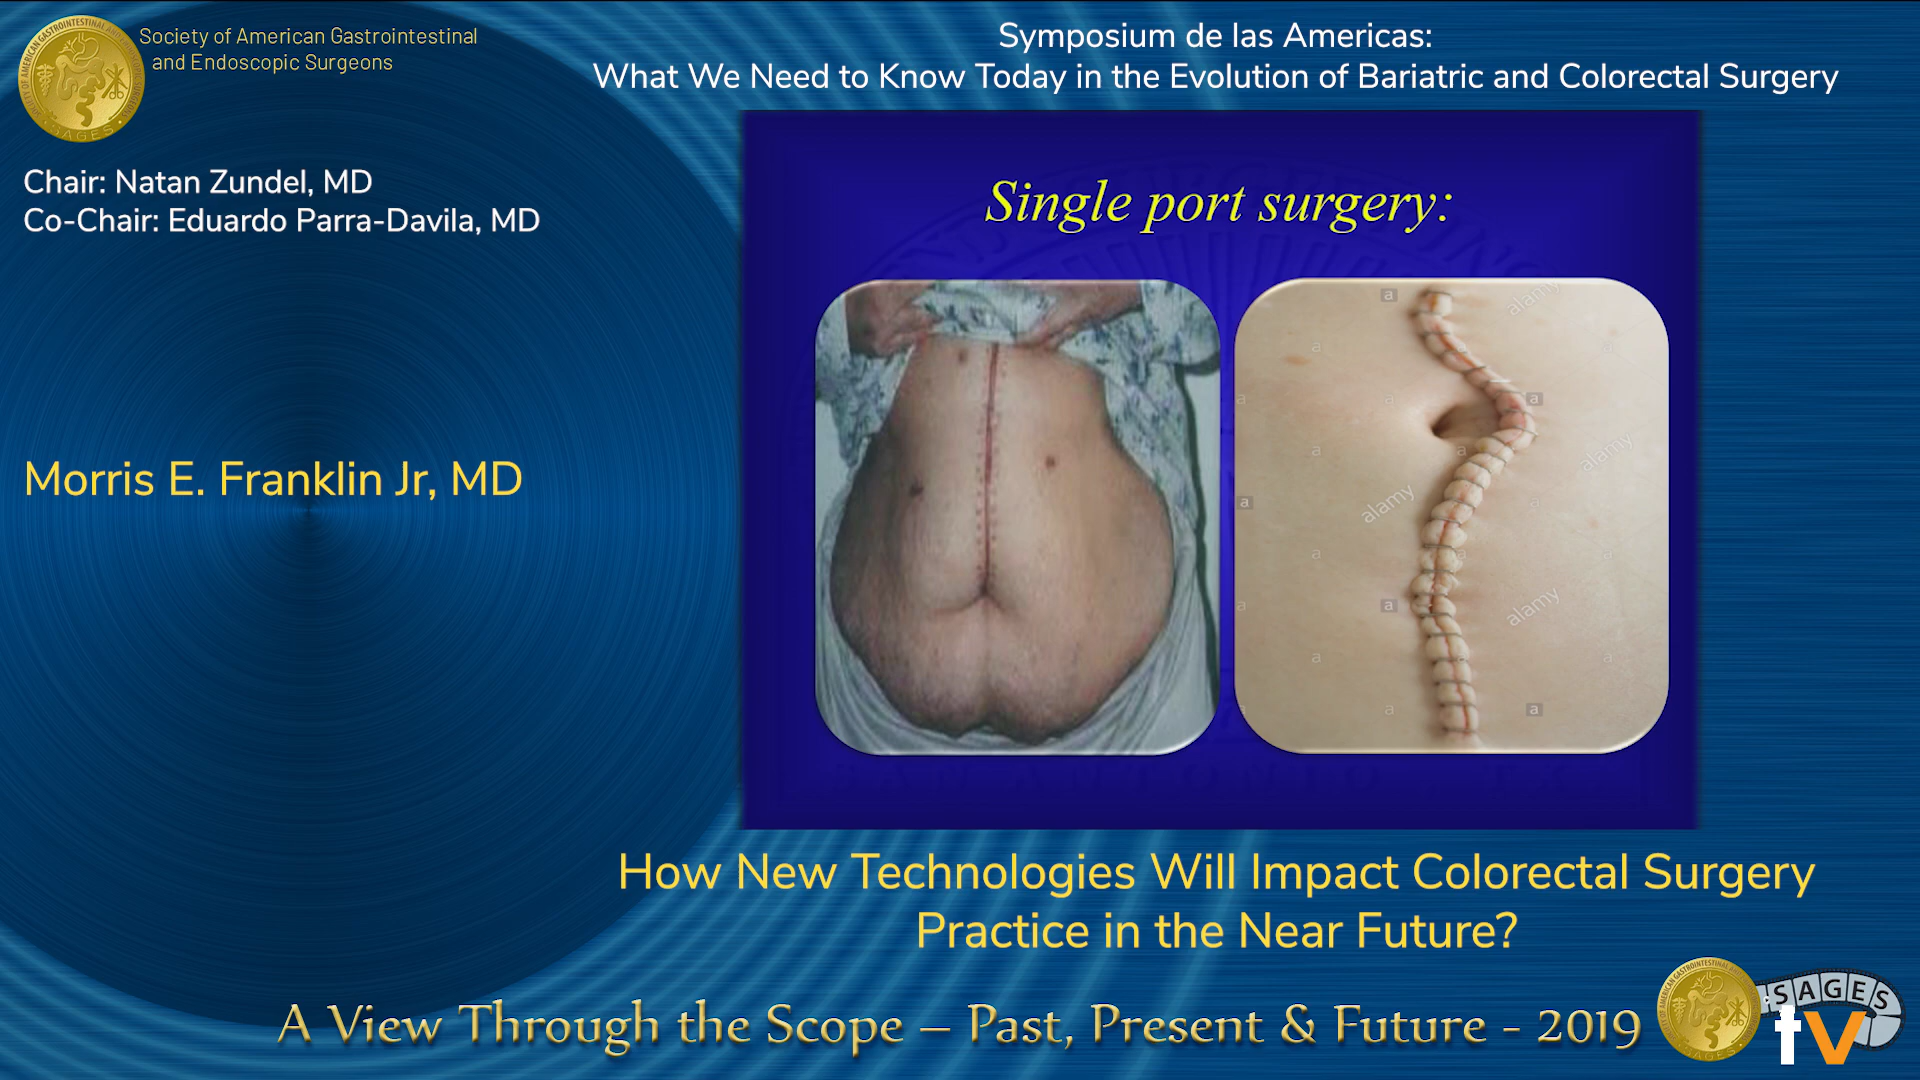 Society of American Gastrointestinal
and Endoscopic Surgeons
SAGES
Symposium de las Americas:
What We Need to Know Today in the Evolution of Bariatric and Colorectal Surgery
Chair: Natan Zundel, MD
Co-Chair: Eduardo Parra-Davila, MD
Morris E. Franklin Jr, MD
Single port surgery:
alamy
alamy
alamy
alamy
How New Technologies Will Impact Colorectal Surgery
Practice in the Near Future?
A View Through the Scope – Past, Present & Future - 2019
SAGES
tv